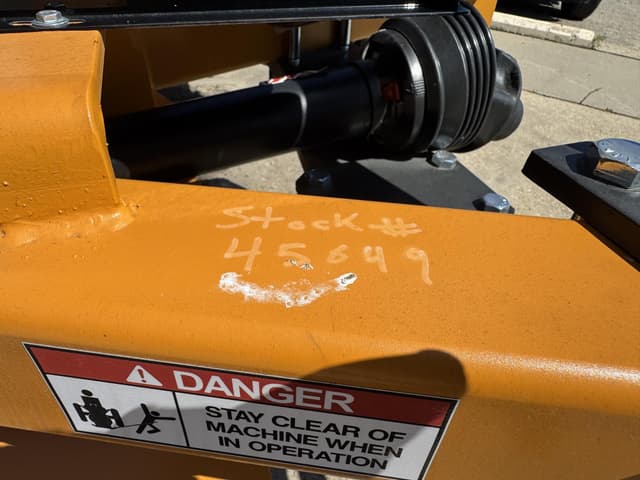 Stock #
45649
DANGER
STAY CLEAR OF
MACHINE WHEN
IN OPERATION